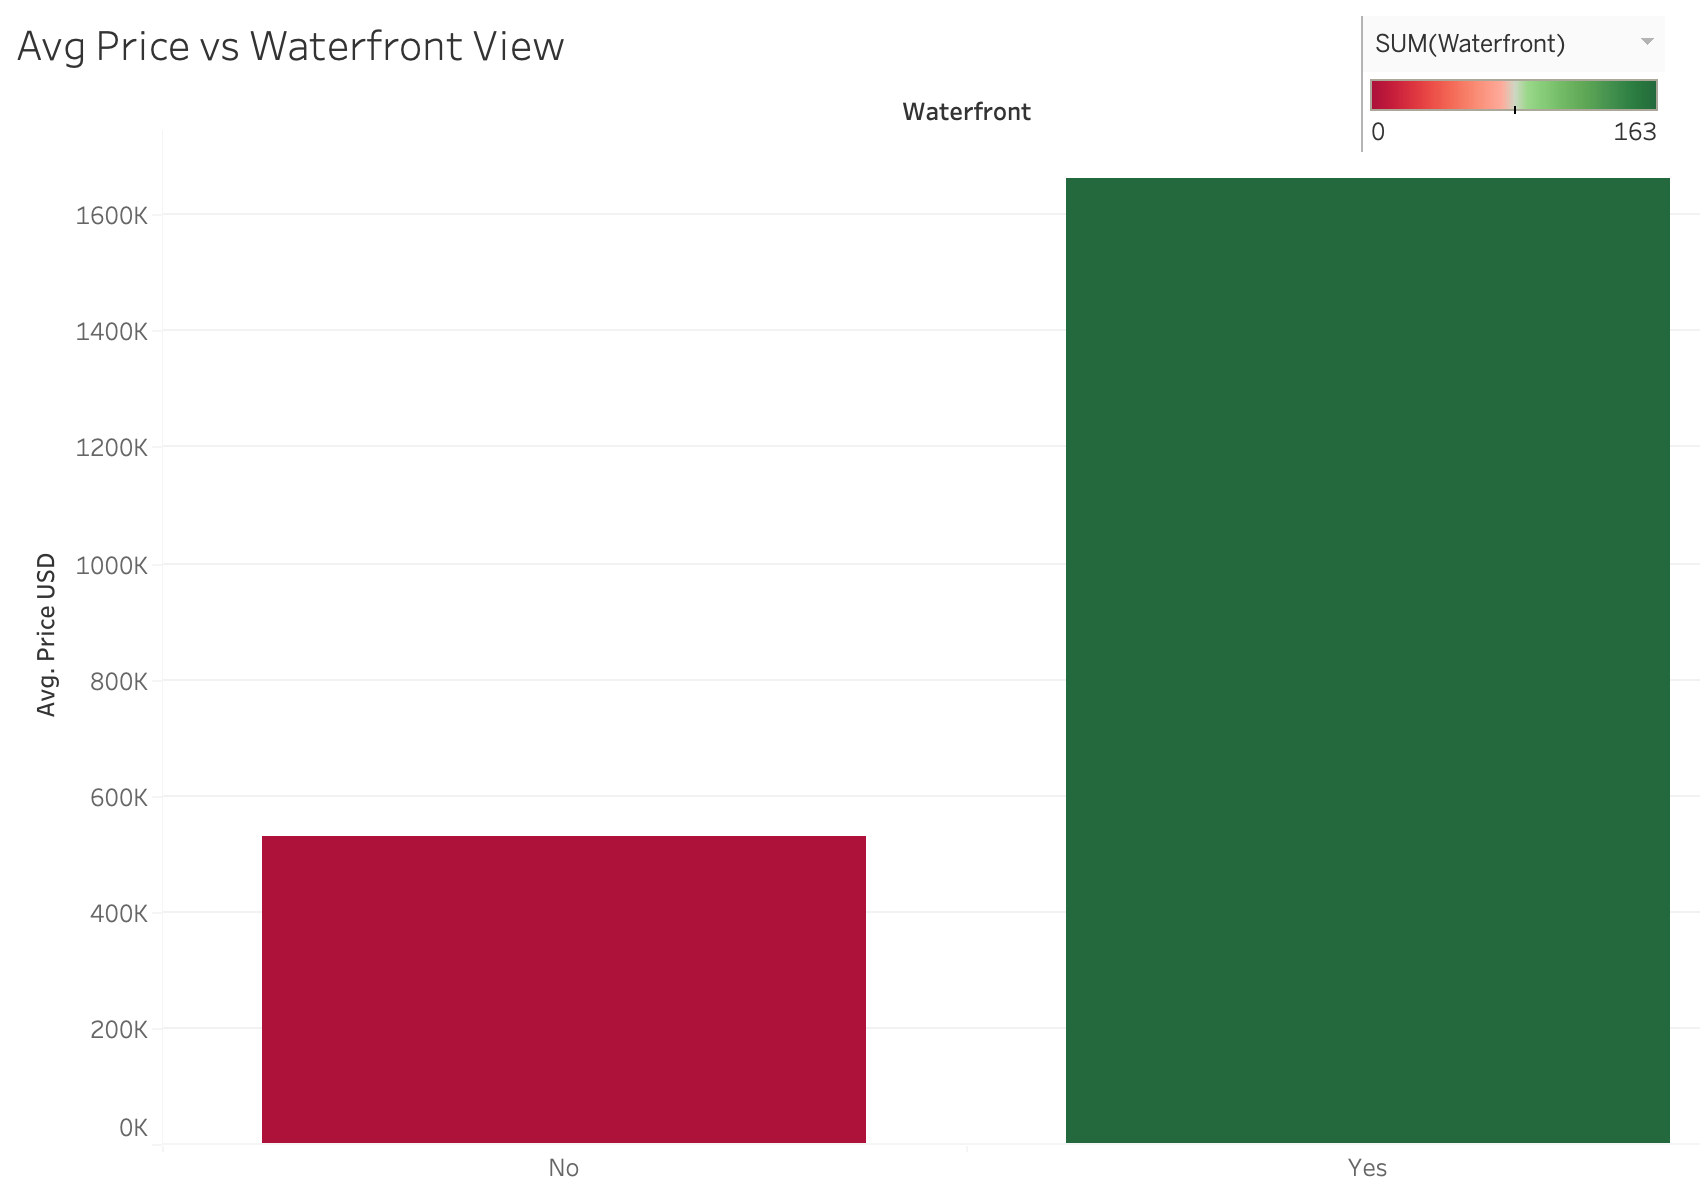 Avg Price vs Waterfront View
SUM(Waterfront)
0
163
Waterfront
Avg. Price USD
1600K
1400K
1200K
1000K
800K
600K
400K
200K
0K
No
Yes